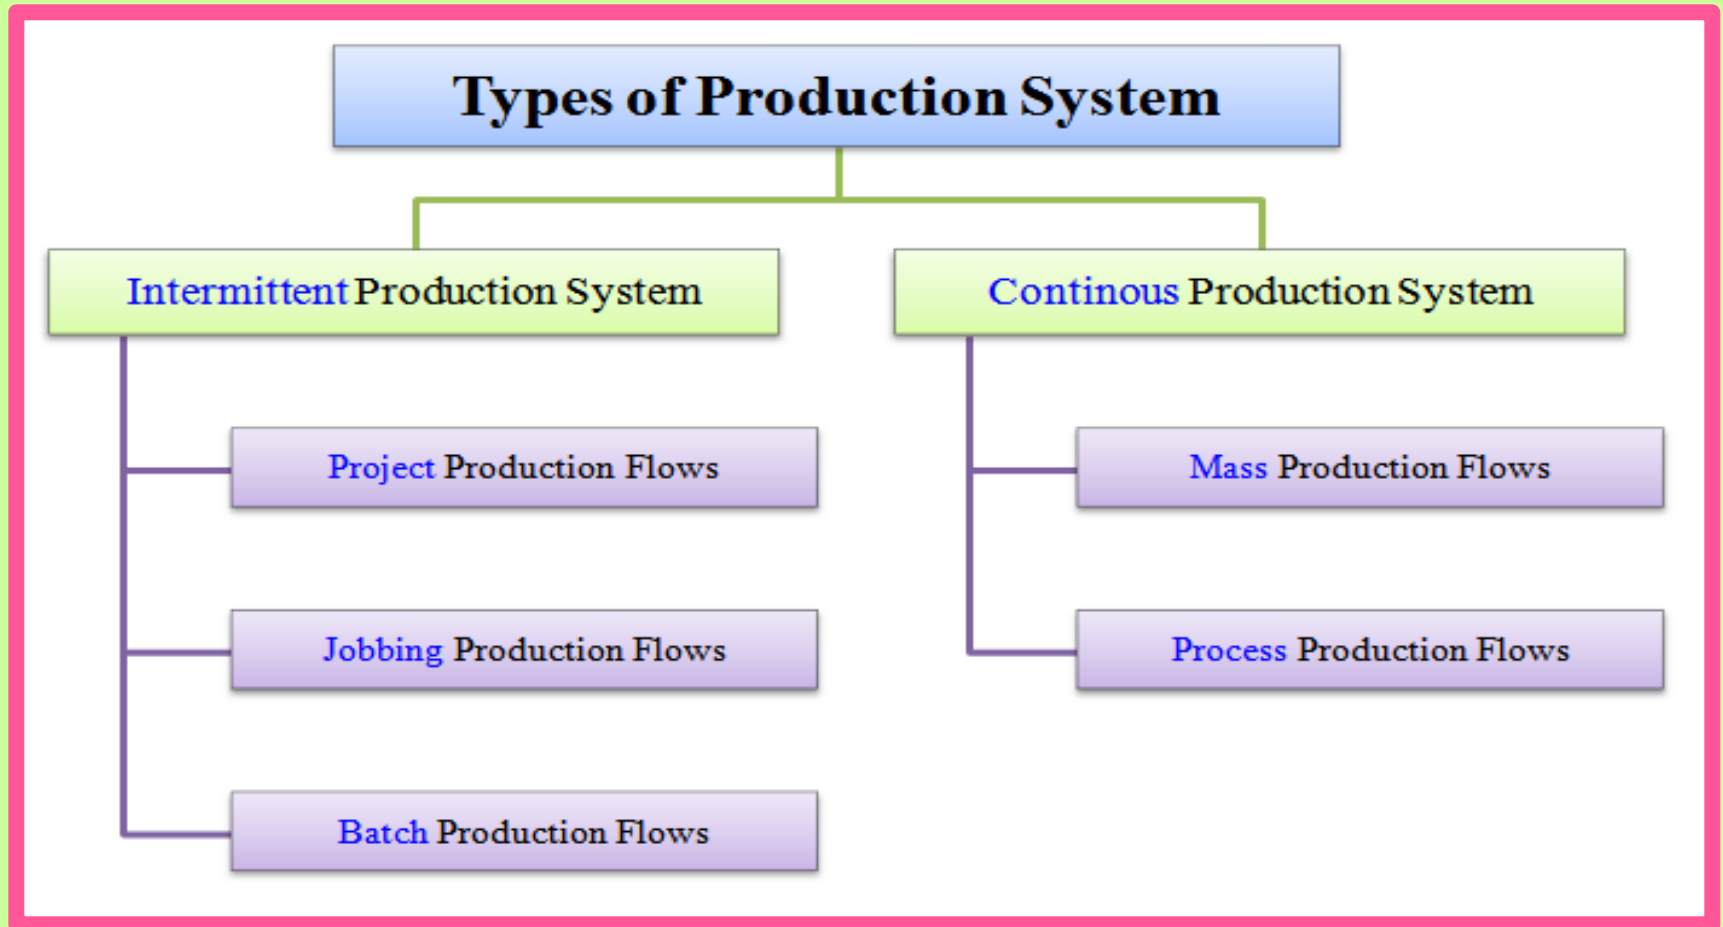 Types of Production System
Intermittent Production System
Continous Production System
Project Production Flows
Mass Production Flows
Jobbing Production Flows
Process Production Flows
Batch Production Flows